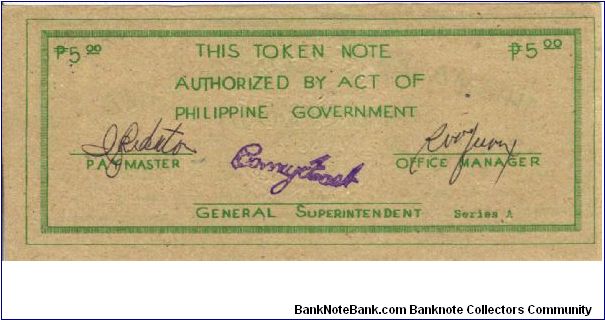 ₱5 00 ₱5 00
THIS TOKEN NOTE
AUTHORIZED BY ACT OF
PHILIPPINE GOVERNMENT
PAYMASTER OFFICE MANAGER
GENERAL SUPERINTENDENT Series A
BankNoteBank.com Banknote Collectors Community